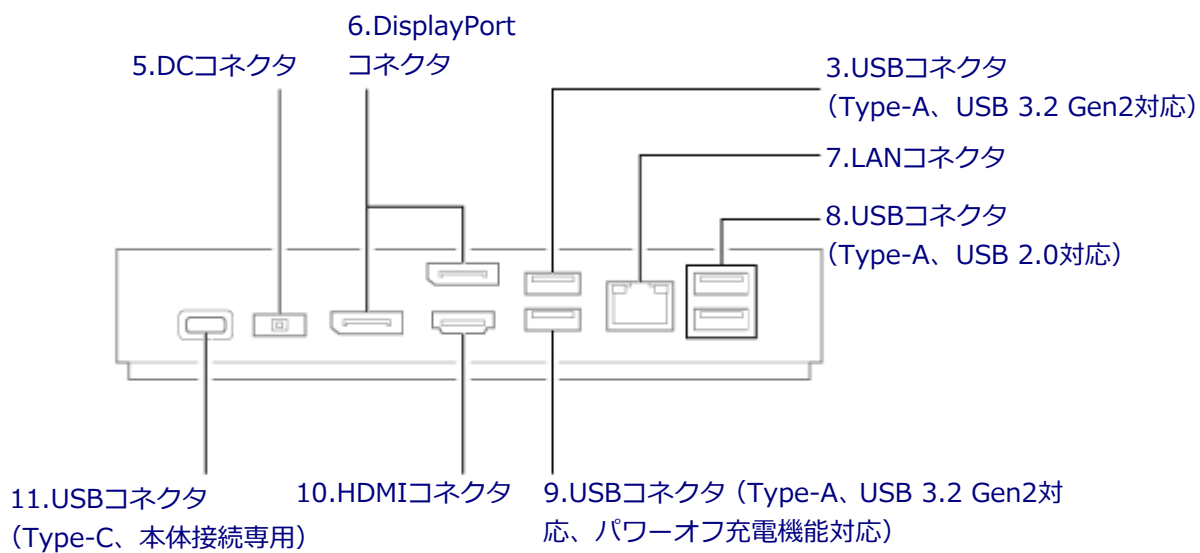 6.DisplayPort
コネクタ
5.DCコネクタ
3.USBコネクタ
（Type-A、USB 3.2 Gen2対応）
7.LANコネクタ
8.USBコネクタ
（Type-A、USB 2.0対応）
11.USBコネクタ
（Type-C、本体接続専用）
10.HDMIコネクタ
9.USBコネクタ（Type-A、USB 3.2 Gen2対
応、パワーオフ充電機能対応）